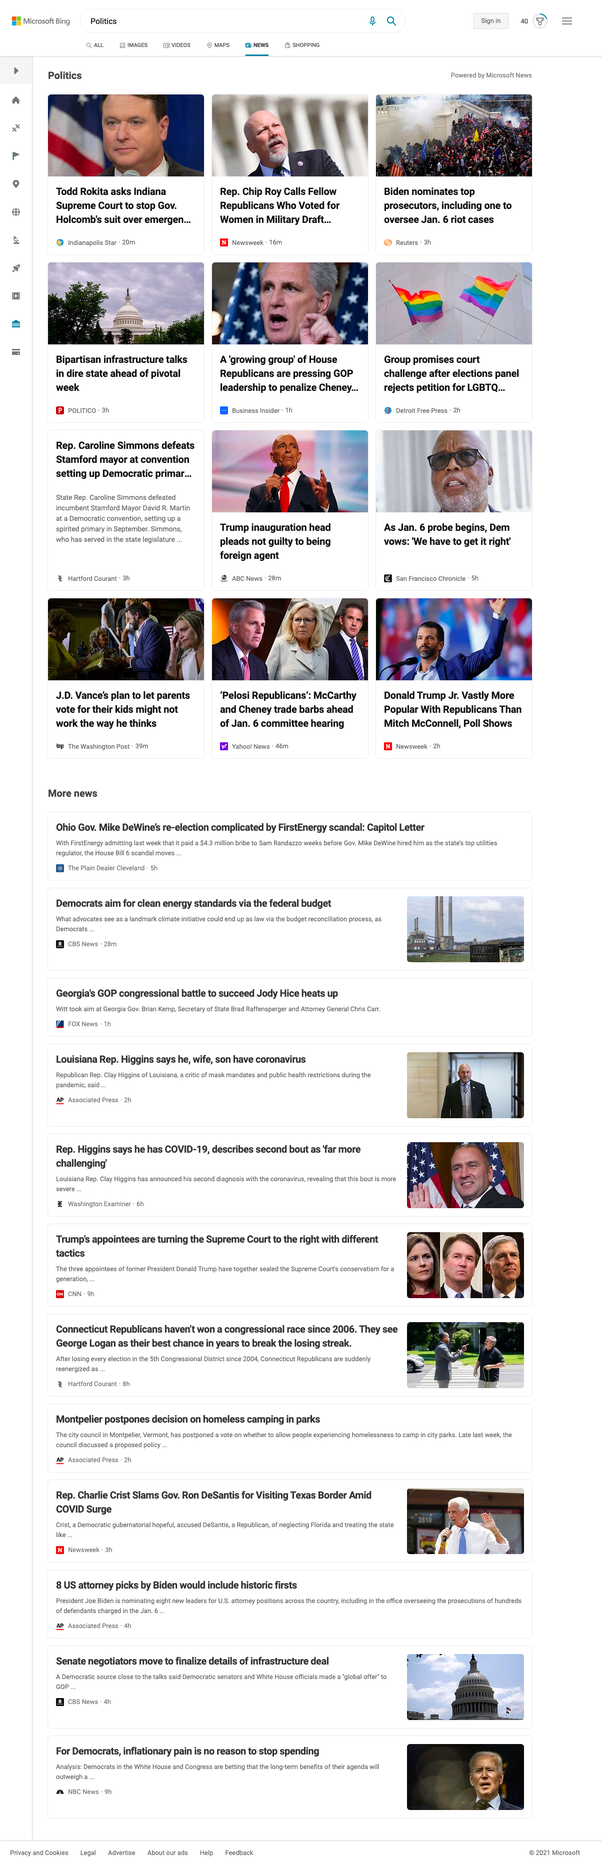 Microsoft Bing
Politics
Sign in
40
ALL
IMAGES
VIDEOS
MAPS
NEWS
SHOPPING
Politics
Powered by Microsoft News
Todd Rokita asks Indiana
Supreme Court to stop Gov.
Holcomb's suit over emergen...
Indianapolis Star · 20m
Rep. Chip Roy Calls Fellow
Republicans Who Voted for
Women in Military Draft...
Newsweek · 16m
Biden nominates top
prosecutors, including one to
oversee Jan. 6 riot cases
Reuters · 3h
Bipartisan infrastructure talks
in dire state ahead of pivotal
week
POLITICO · 3h
A 'growing group' of House
Republicans are pressing GOP
leadership to penalize Cheney...
Business Insider · 1h
Group promises court
challenge after elections panel
rejects petition for LGBTQ...
Detroit Free Press · 2h
Rep. Caroline Simmons defeats
Stamford mayor at convention
setting up Democratic primar...
State Rep. Caroline Simmons defeated
incumbent Stamford Mayor David R. Martin
at a Democratic convention, setting up a
spirited primary in September. Simmons,
who has served in the state legislature ...
Hartford Courant · 3h
Trump inauguration head
pleads not guilty to being
foreign agent
ABC News · 28m
As Jan. 6 probe begins, Dem
vows: 'We have to get it right'
San Francisco Chronicle · 5h
J.D. Vance's plan to let parents
vote for their kids might not
work the way he thinks
The Washington Post · 39m
'Pelosi Republicans': McCarthy
and Cheney trade barbs ahead
of Jan. 6 committee hearing
Yahoo! News · 46m
Donald Trump Jr. Vastly More
Popular With Republicans Than
Mitch McConnell, Poll Shows
Newsweek · 2h
More news
Ohio Gov. Mike DeWine's re-election complicated by FirstEnergy scandal: Capitol Letter
With FirstEnergy admitting last week that it paid a $4.3 million bribe to Sam Randazzo weeks before Gov. Mike DeWine hired him as the state's top utilities
regulator, the House Bill 6 scandal moves ...
The Plain Dealer Cleveland · 5h
Democrats aim for clean energy standards via the federal budget
What advocates see as a landmark climate initiative could end up as law via the budget reconciliation process, as
Democrats ...
CBS News · 28m
Georgia's GOP congressional battle to succeed Jody Hice heats up
Witt took aim at Georgia Gov. Brian Kemp, Secretary of State Brad Raffensperger and Attorney General Chris Carr.
FOX News · 1h
Louisiana Rep. Higgins says he, wife, son have coronavirus
Republican Rep. Clay Higgins of Louisiana, a critic of mask mandates and public health restrictions during the
pandemic, said ...
AP Associated Press · 2h
Rep. Higgins says he has COVID-19, describes second bout as 'far more
challenging'
Louisiana Rep. Clay Higgins has announced his second diagnosis with the coronavirus, revealing that this bout is more
severe ...
Washington Examiner · 6h
Trump's appointees are turning the Supreme Court to the right with different
tactics
The three appointees of former President Donald Trump have together sealed the Supreme Court's conservatism for a
generation, ...
CNN · 9h
Connecticut Republicans haven't won a congressional race since 2006. They see
George Logan as their best chance in years to break the losing streak.
After losing every election in the 5th Congressional District since 2004, Connecticut Republicans are suddenly
reenergized as ...
Hartford Courant · 8h
Montpelier postpones decision on homeless camping in parks
The city council in Montpelier, Vermont, has postponed a vote on whether to allow people experiencing homelessness to camp in city parks. Late last week, the
council discussed a proposed policy ...
AP Associated Press · 2h
Rep. Charlie Crist Slams Gov. Ron DeSantis for Visiting Texas Border Amid
COVID Surge
Crist, a Democratic gubernatorial hopeful, accused DeSantis, a Republican, of neglecting Florida and treating the state
like ...
Newsweek · 3h
8 US attorney picks by Biden would include historic firsts
President Joe Biden is nominating eight new leaders for U.S. attorney positions across the country, including in the office overseeing the prosecutions of hundreds
of defendants charged in the Jan. 6 ...
AP Associated Press · 4h
Senate negotiators move to finalize details of infrastructure deal
A Democratic source close to the talks said Democratic senators and White House officials made a "global offer" to
GOP ...
CBS News · 4h
For Democrats, inflationary pain is no reason to stop spending
Analysis: Democrats in the White House and Congress are betting that the long-term benefits of their agenda will
outweigh a ...
NBC News · 9h
Privacy and Cookies
Legal
Advertise
About our ads
Help
Feedback
© 2021 Microsoft